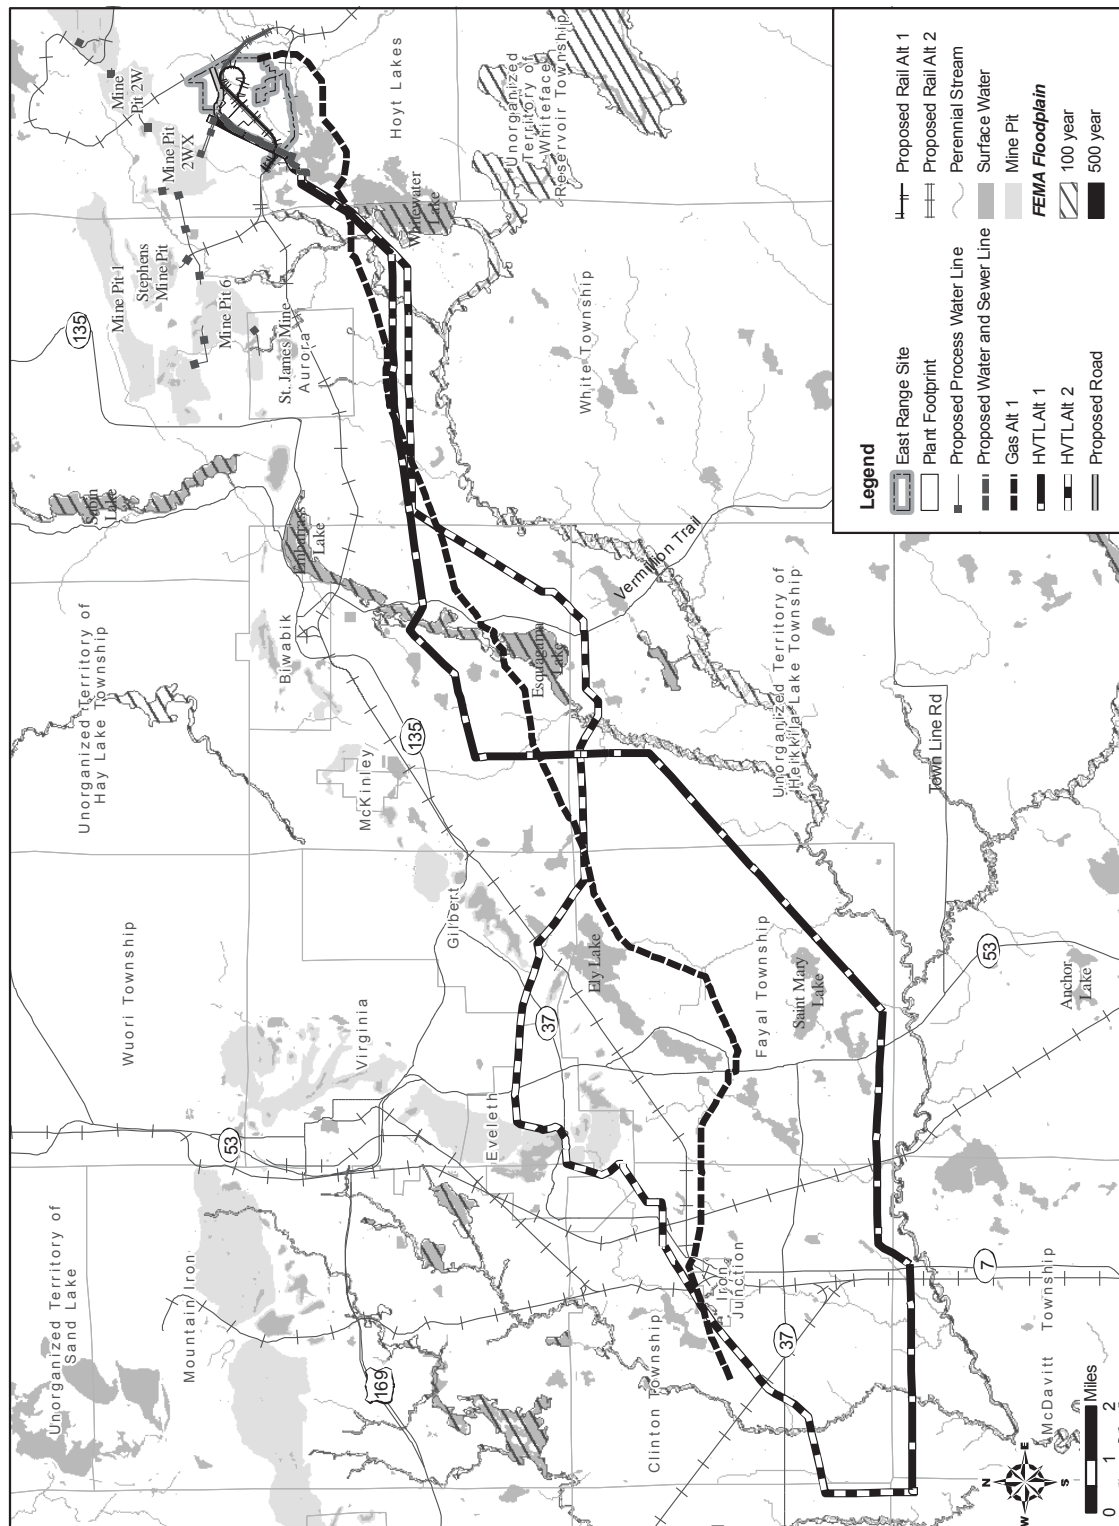 Unorganized Territory of
Sand Lake
Mountain Iron
169
53
Wuori Township
Virginia
Unorganized Territory of
Hay Lake Township
Biwabik
McKinley
135
Gilbert
Eveleth
37
Ely Lake
Clinton Township
Iron
Junction
37
7
McDavitt Township
Fayal Township
Saint Mary
Lake
53
Anchor
Lake
Town Line Rd
Unorganized Territory of
Heikkila Lake Township
Vermilion Trail
Esquagama
Lake
Embarrass
Lake
Sabin
Lake
135
Mine Pit 1
Stephens
Mine Pit
Mine Pit 6
St. James Mine
Aurora
Mine Pit
2WX
Mine
Pit 2W
Hoyt Lakes
Whitewater
Lake
White Township
Unorganized
Territory of
Whiteface
Reservoir Township
N
E
S
W
0 1 2
Miles
Legend
East Range Site
Plant Footprint
Proposed Process Water Line
Proposed Water and Sewer Line
Gas Alt 1
HVTL Alt 1
HVTL Alt 2
Proposed Road
Proposed Rail Alt 1
Proposed Rail Alt 2
Perennial Stream
Surface Water
Mine Pit
FEMA Floodplain
100 year
500 year